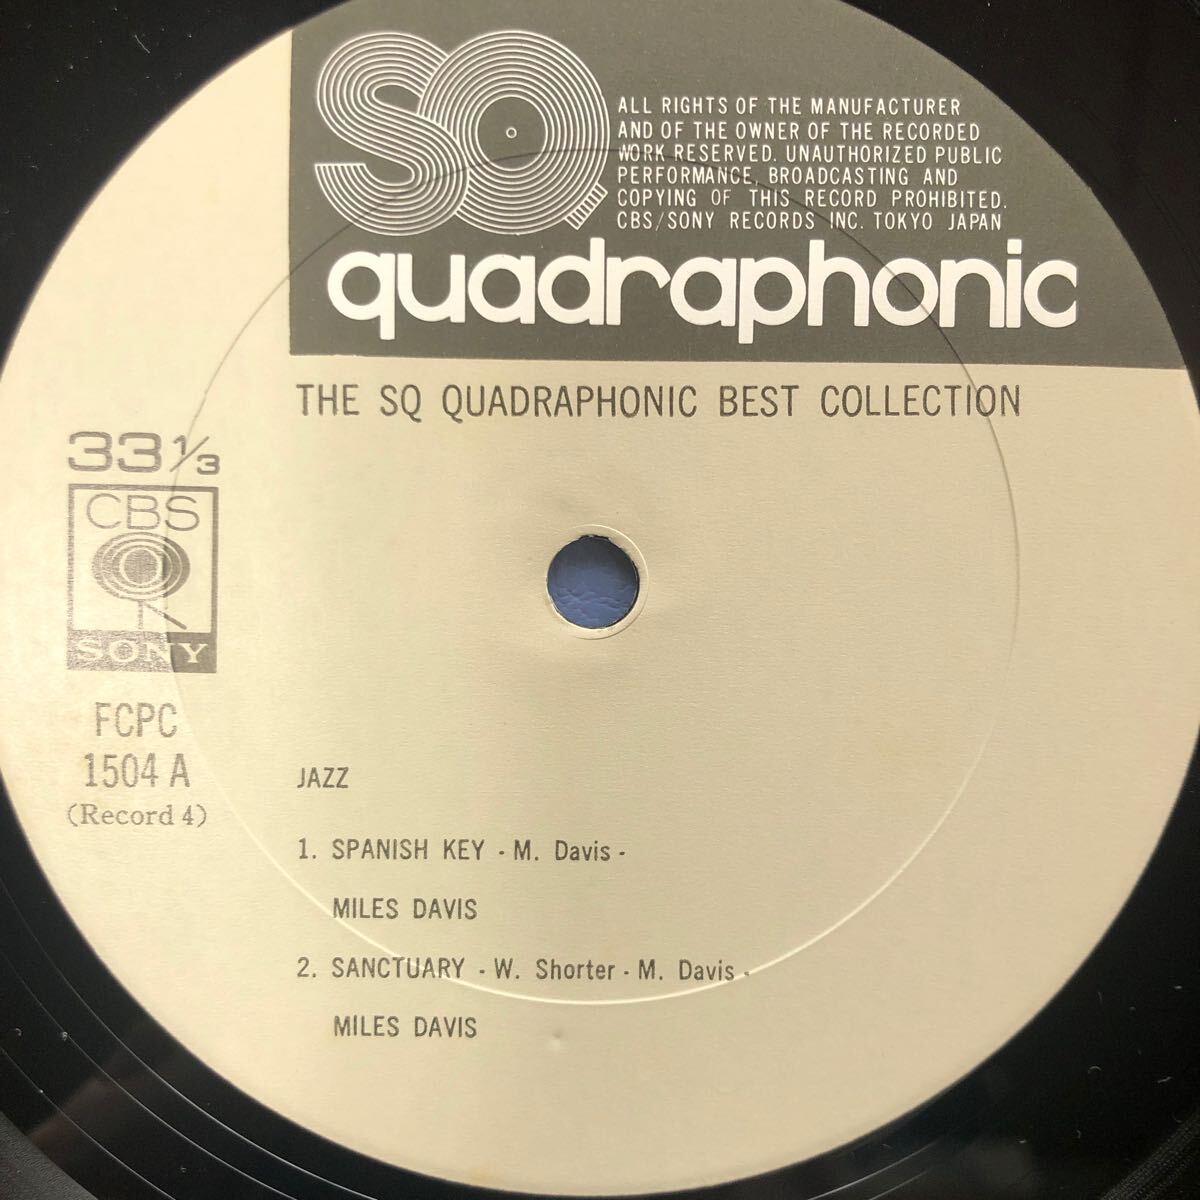 SQ
ALL RIGHTS OF THE MANUFACTURER
AND OF THE OWNER OF THE RECORDED
WORK RESERVED. UNAUTHORIZED PUBLIC
PERFORMANCE, BROADCASTING AND
COPYING OF THIS RECORD PROHIBITED.
CBS/SONY RECORDS INC. TOKYO JAPAN
quadraphonic
THE SQ QUADRAPHONIC BEST COLLECTION
33 1/3
CBS
SONY
FCPC
1504 A
(Record 4)
JAZZ
1. SPANISH KEY - M. Davis -
MILES DAVIS
2. SANCTUARY - W. Shorter - M. Davis -
MILES DAVIS